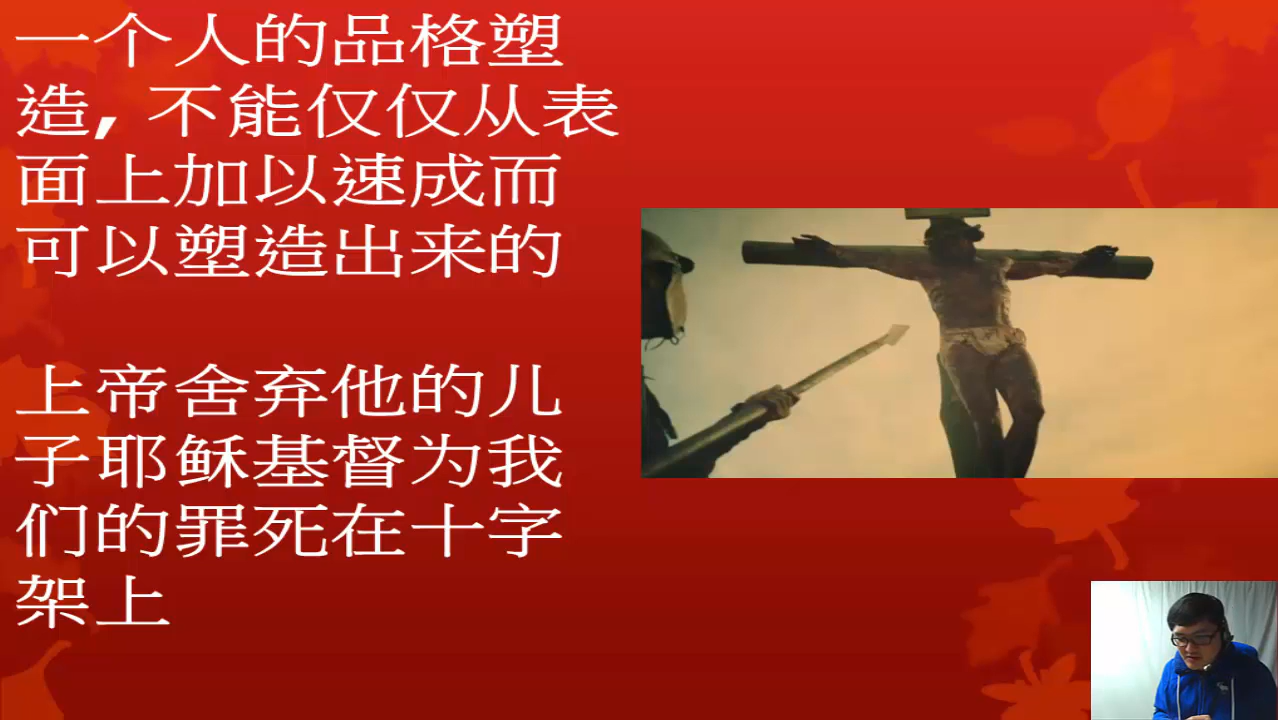 一个人的品格塑
造, 不能仅仅从表
面上加以速成而
可以塑造出来的
上帝舍弃他的儿
子耶稣基督为我
们的罪死在十字
架上